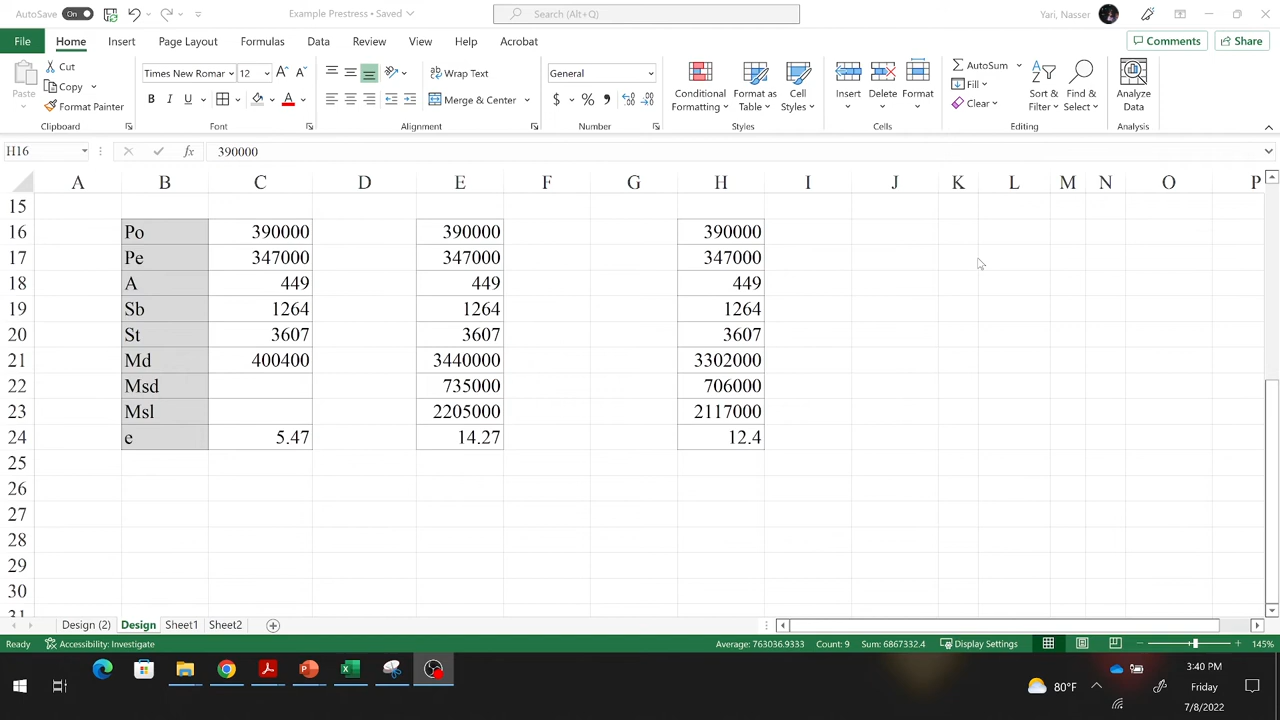 AutoSave On Example Prestress • Saved Search (Alt+Q) Yari, Nasser
File Home Insert Page Layout Formulas Data Review View Help Acrobat Comments Share
Paste Cut Copy Format Painter
Times New Romar 12
B I U A
Wrap Text
Merge & Center
General
$ % 9
Conditional Formatting Format as Table Cell Styles
Insert Delete Format
AutoSum Fill Clear
Sort & Filter Find & Select
Analyze Data
Clipboard Font Alignment Number Styles Cells Editing Analysis
H16 fx 390000
A B C D E F G H I J K L M N O P
15
16 Po 390000 390000 390000
17 Pe 347000 347000 347000
18 A 449 449 449
19 Sb 1264 1264 1264
20 St 3607 3607 3607
21 Md 400400 3440000 3302000
22 Msd 735000 706000
23 Msl 2205000 2117000
24 e 5.47 14.27 12.4
25
26
27
28
29
30
31
Design (2) Design Sheet1 Sheet2
Ready Accessibility: Investigate Average: 763036.9333 Count: 9 Sum: 6867332.4 Display Settings 145%
80°F 3:40 PM
Friday
7/8/2022